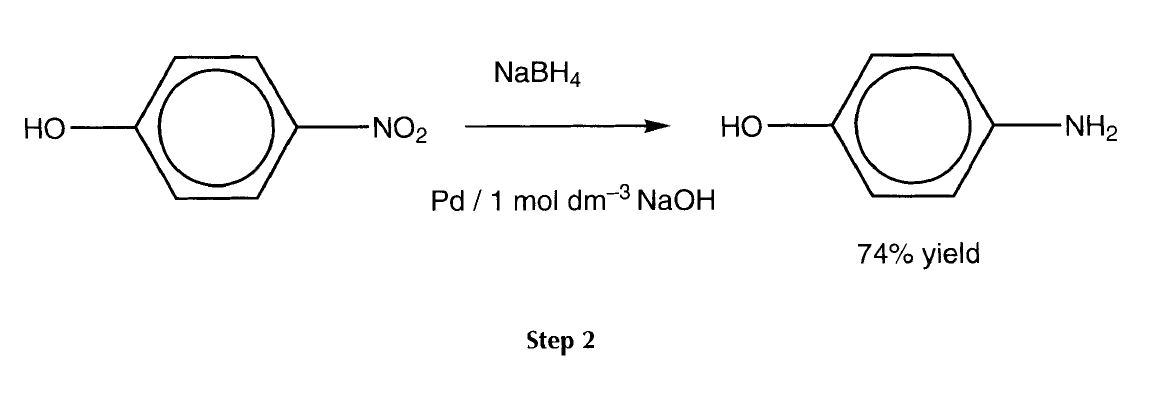 NaBH₄
HO
NO₂
HO
NH₂
Pd / 1 mol dm⁻³ NaOH
74% yield
Step 2